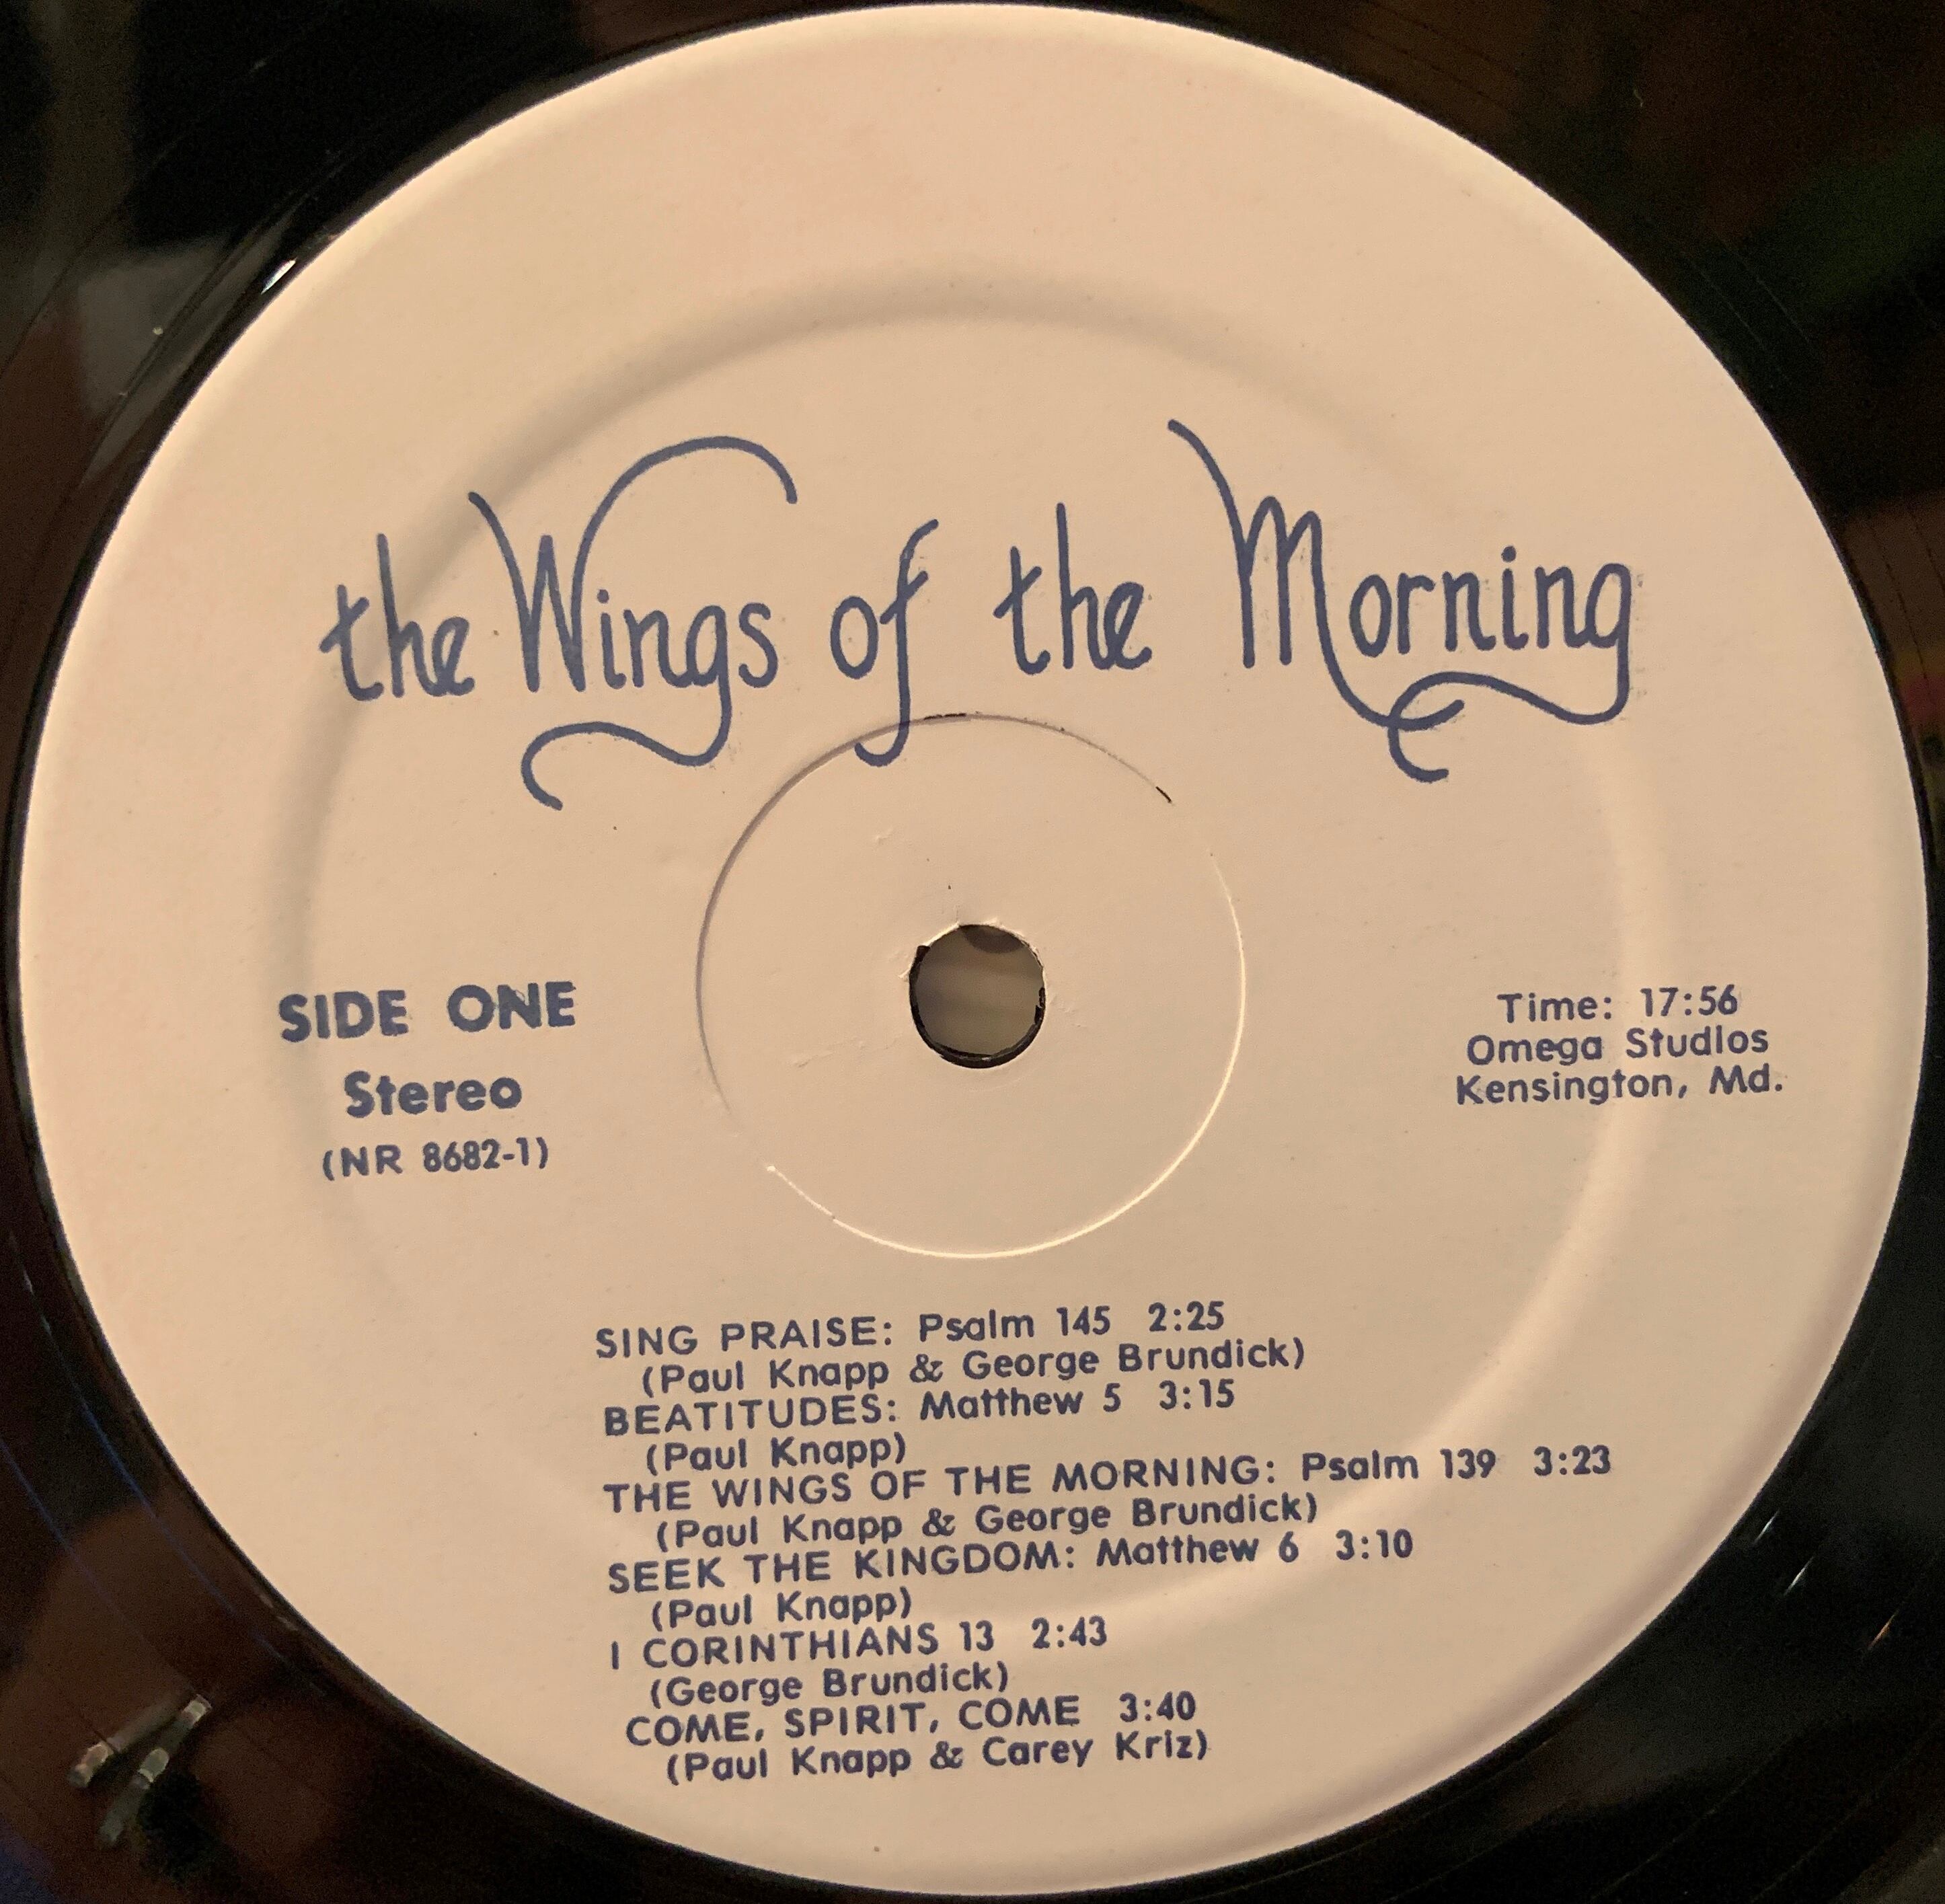 the Wings of the Morning
SIDE ONE
Stereo
(NR 8682-1)
Time: 17:56
Omega Studios
Kensington, Md.
SING PRAISE: Psalm 145 2:25
(Paul Knapp & George Brundick)
BEATITUDES: Matthew 5 3:15
(Paul Knapp)
THE WINGS OF THE MORNING: Psalm 139 3:23
(Paul Knapp & George Brundick)
SEEK THE KINGDOM: Matthew 6 3:10
(Paul Knapp)
I CORINTHIANS 13 2:43
(George Brundick)
COME, SPIRIT, COME 3:40
(Paul Knapp & Carey Kriz)